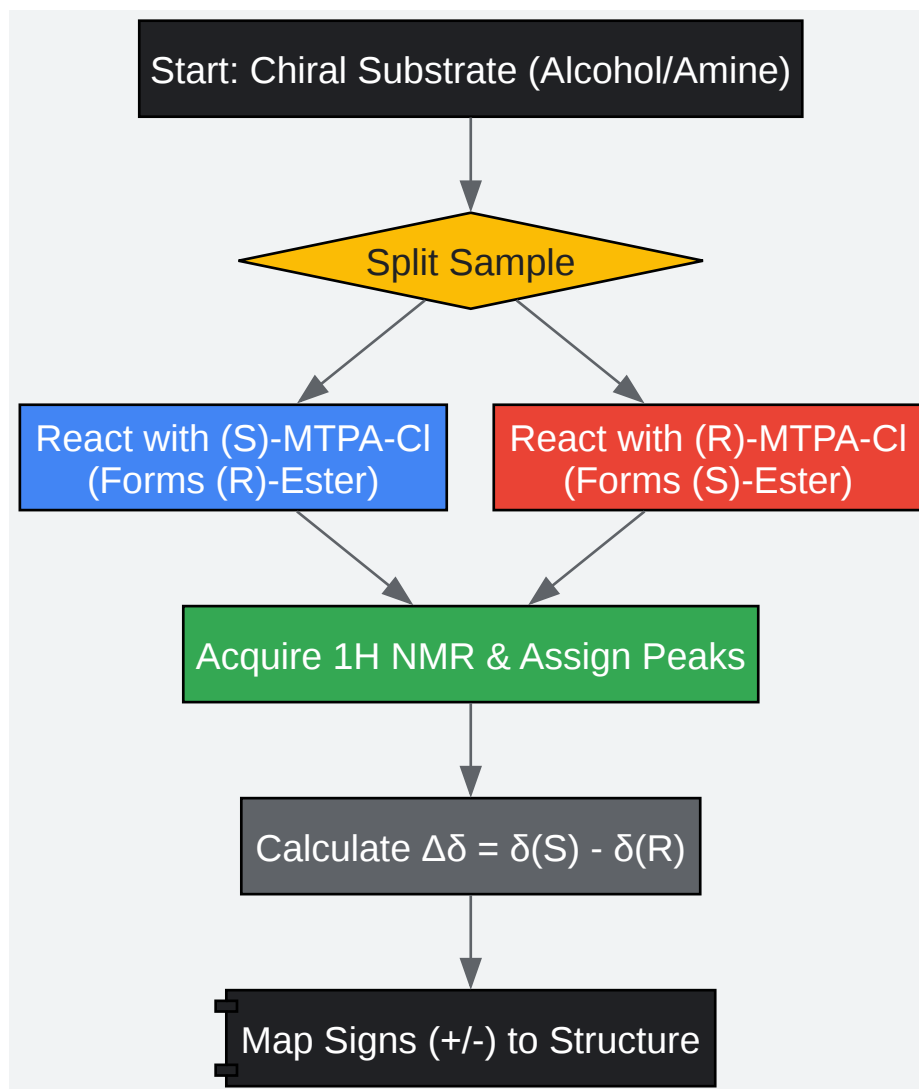 Start: Chiral Substrate (Alcohol/Amine)
Split Sample
React with (S)-MTPA-Cl
(Forms (R)-Ester)
React with (R)-MTPA-Cl
(Forms (S)-Ester)
Acquire 1H NMR & Assign Peaks
Calculate Δδ = δ(S) - δ(R)
Map Signs (+/-) to Structure